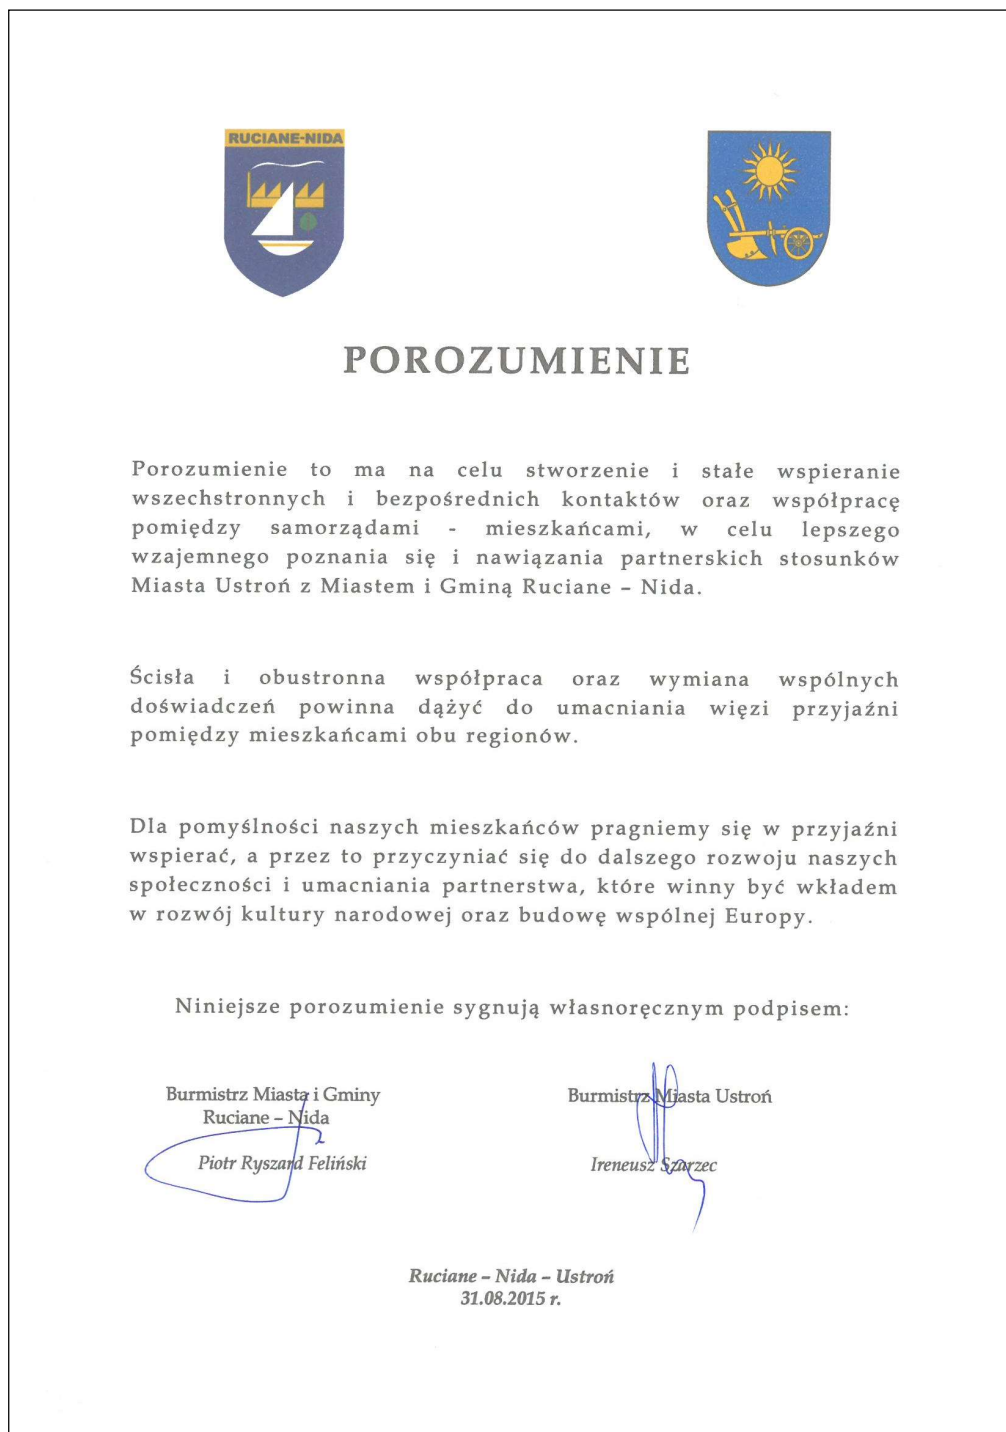 RUCIANE-NIDA
POROZUMIENIE
Porozumienie to ma na celu stworzenie i stałe wspieranie
wszechstronnych i bezpośrednich kontaktów oraz współpracę
pomiędzy samorządami - mieszkańcami, w celu lepszego
wzajemnego poznania się i nawiązania partnerskich stosunków
Miasta Ustroń z Miastem i Gminą Ruciane – Nida.
Ścisła i obustronna współpraca oraz wymiana wspólnych
doświadczeń powinna dążyć do umacniania więzi przyjaźni
pomiędzy mieszkańcami obu regionów.
Dla pomyślności naszych mieszkańców pragniemy się w przyjaźni
wspierać, a przez to przyczyniać się do dalszego rozwoju naszych
społeczności i umacniania partnerstwa, które winny być wkładem
w rozwój kultury narodowej oraz budowę wspólnej Europy.
Niniejsze porozumienie sygnują własnoręcznym podpisem:
Burmistrz Miasta i Gminy
Ruciane – Nida
Piotr Ryszard Feliński
Burmistrz Miasta Ustroń
Ireneusz Szarzec
Ruciane – Nida – Ustroń
31.08.2015 r.